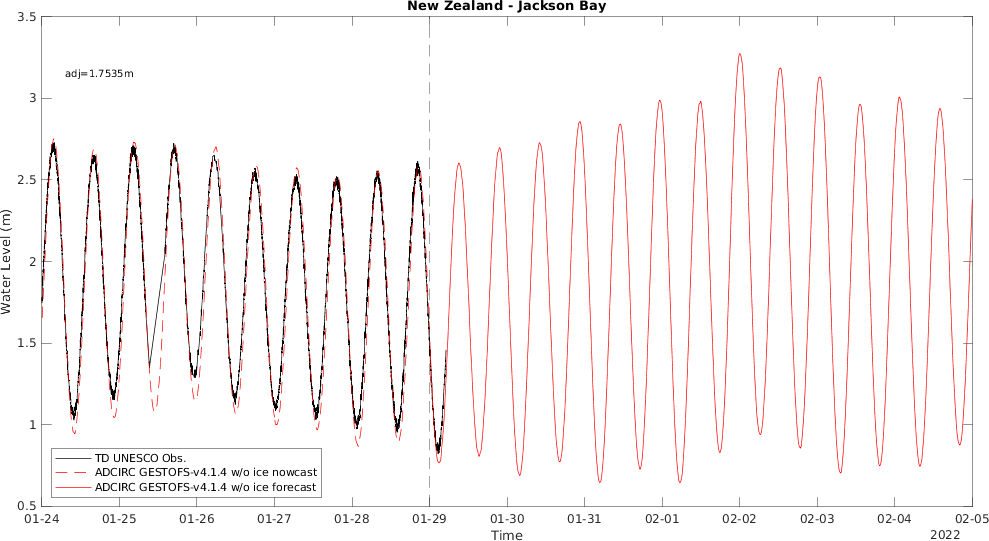 New Zealand - Jackson Bay
3.5
3
2.5
2
1.5
1
0.5
Water Level (m)
adj=1.7535m
TD UNESCO Obs.
ADCIRC GESTOFS-v4.1.4 w/o ice nowcast
ADCIRC GESTOFS-v4.1.4 w/o ice forecast
01-24 01-25 01-26 01-27 01-28 01-29 01-30 01-31 02-01 02-02 02-03 02-04 02-05
Time
2022